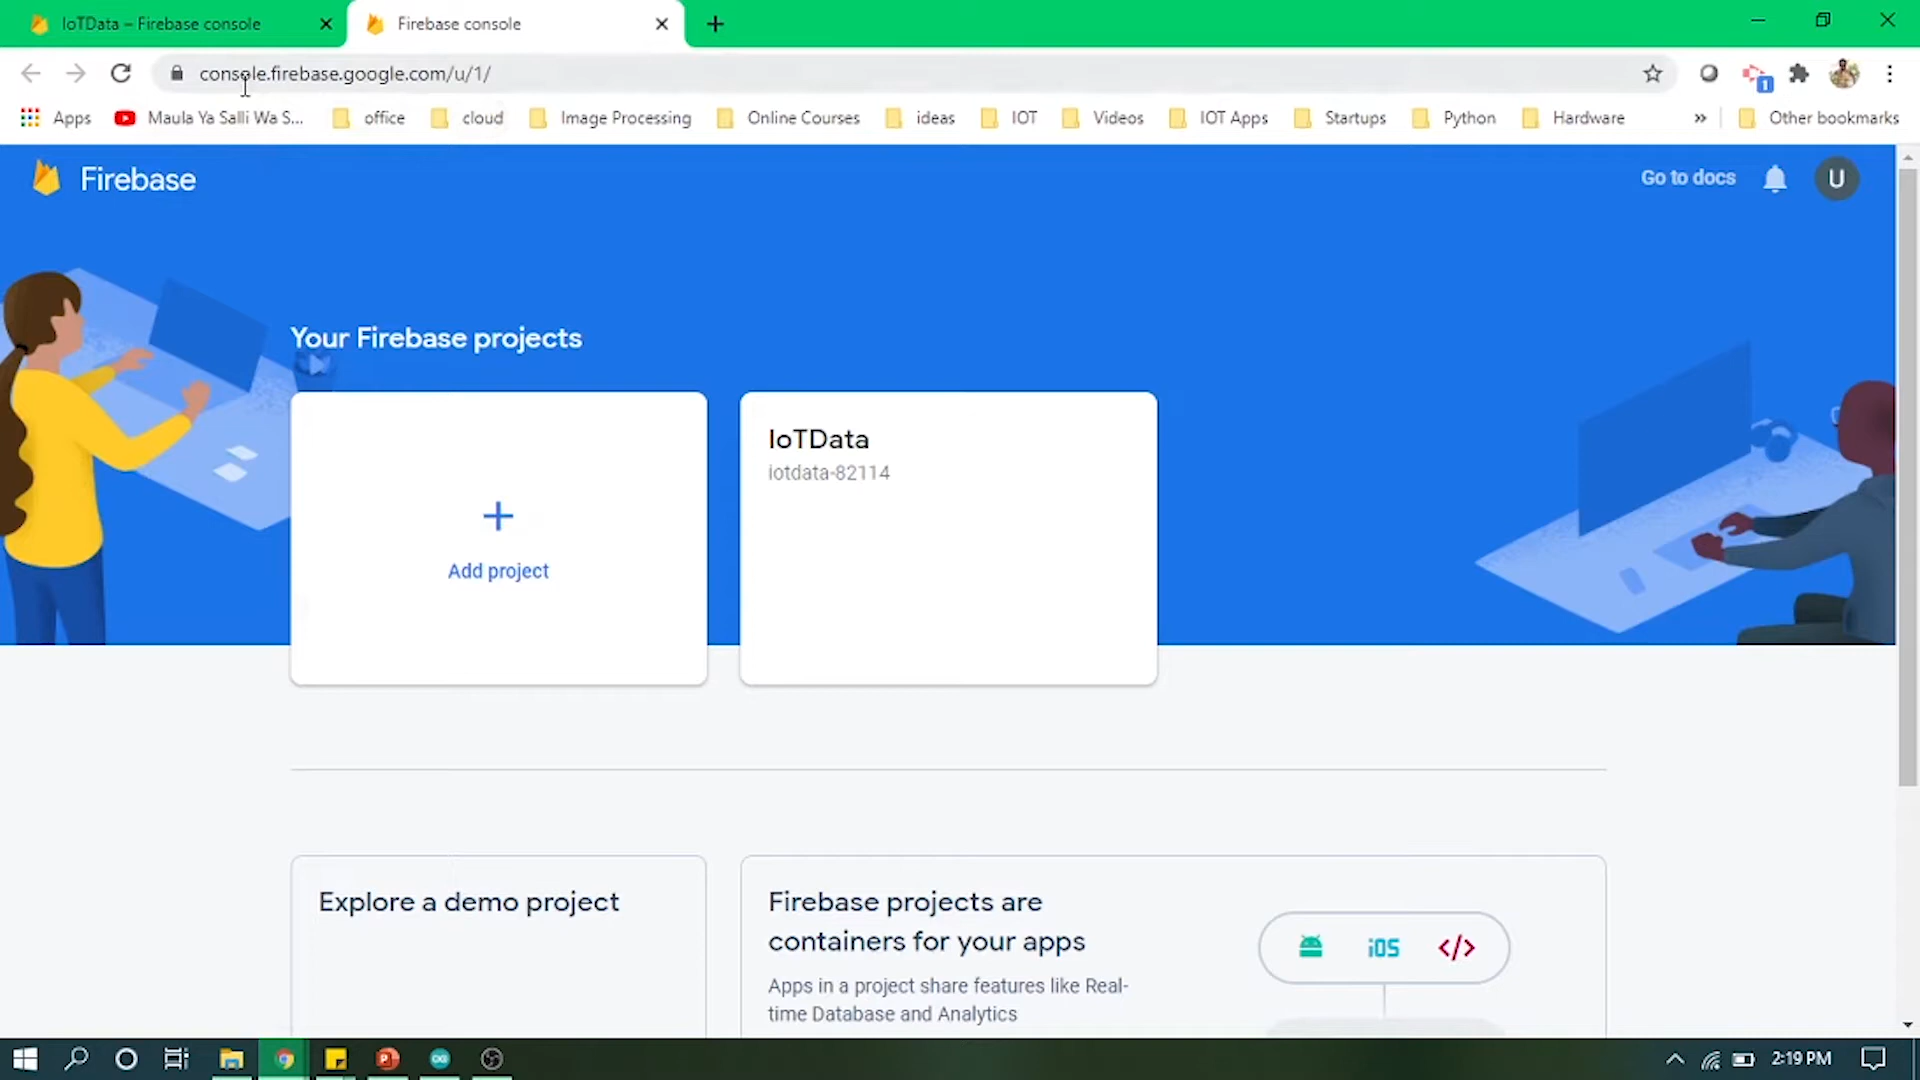 IoTData – Firebase console
Firebase console
console.firebase.google.com/u/1/
1
Apps
Maula Ya Salli Wa S...
office
cloud
Image Processing
Online Courses
ideas
IOT
Videos
IOT Apps
Startups
Python
Hardware
»
Other bookmarks
Firebase
Go to docs
U
Your Firebase projects
+
Add project
IoTData
iotdata-82114
Explore a demo project
Firebase projects are
containers for your apps
Apps in a project share features like Real-
time Database and Analytics
iOS
</>
2:19 PM